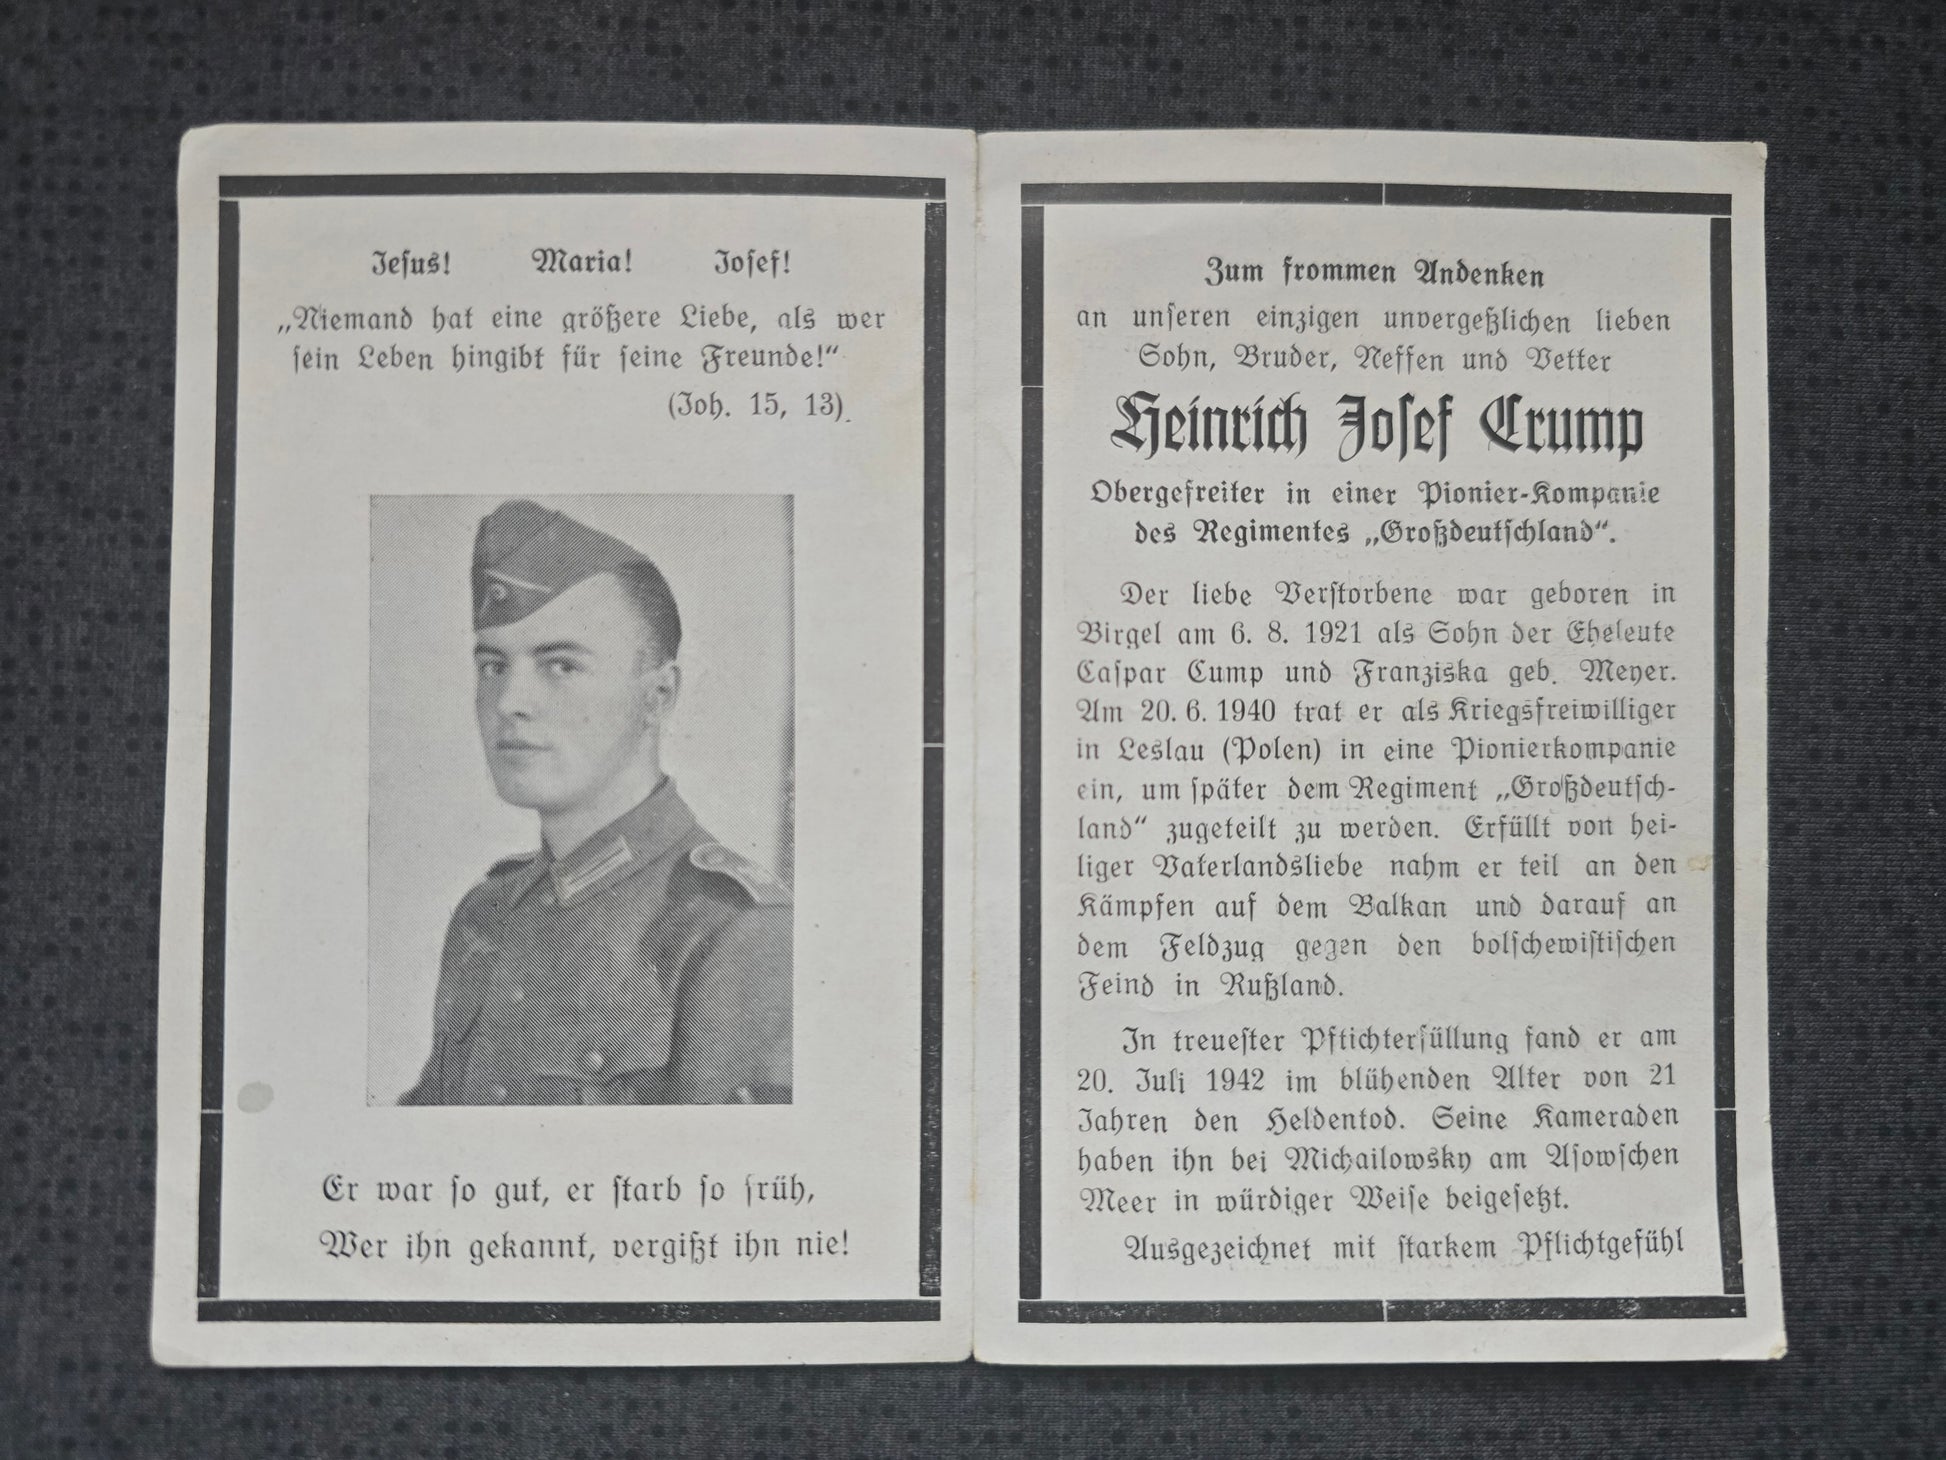 Jesus! Maria! Josef!
„Niemand hat eine größere Liebe, als wer
sein Leben hingibt für seine Freunde!“
(Joh. 15, 13).
Er war so gut, er starb so früh,
Wer ihn gekannt, vergißt ihn nie!
Zum frommen Andenken
an unseren einzigen unvergeßlichen lieben
Sohn, Bruder, Neffen und Vetter
Heinrich Josef Crump
Obergefreiter in einer Pionier-Kompanie
des Regimentes „Großdeutschland“.
Der liebe Verstorbene war geboren in
Birgel am 6. 8. 1921 als Sohn der Eheleute
Caspar Cump und Franziska geb. Meyer.
Am 20. 6. 1940 trat er als Kriegsfreiwilliger
in Leslau (Polen) in eine Pionierkompanie
ein, um später dem Regiment „Großdeutsch-
land“ zugeteilt zu werden. Erfüllt von hei-
liger Vaterlandsliebe nahm er teil an den
Kämpfen auf dem Balkan und darauf an
dem Feldzug gegen den bolschewistischen
Feind in Rußland.
In treuester Pftichterfüllung fand er am
20. Juli 1942 im blühenden Alter von 21
Jahren den Heldentod. Seine Kameraden
haben ihn bei Michailowsky am Asowschen
Meer in würdiger Weise beigesetzt.
Ausgezeichnet mit starkem Pflichtgefühl